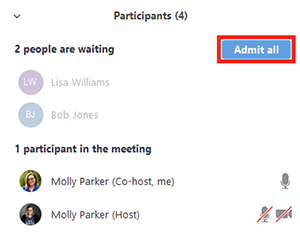 Participants (4)
2 people are waiting
Admit all
LW Lisa Williams
BJ Bob Jones
1 participant in the meeting
Molly Parker (Co-host, me)
Molly Parker (Host)